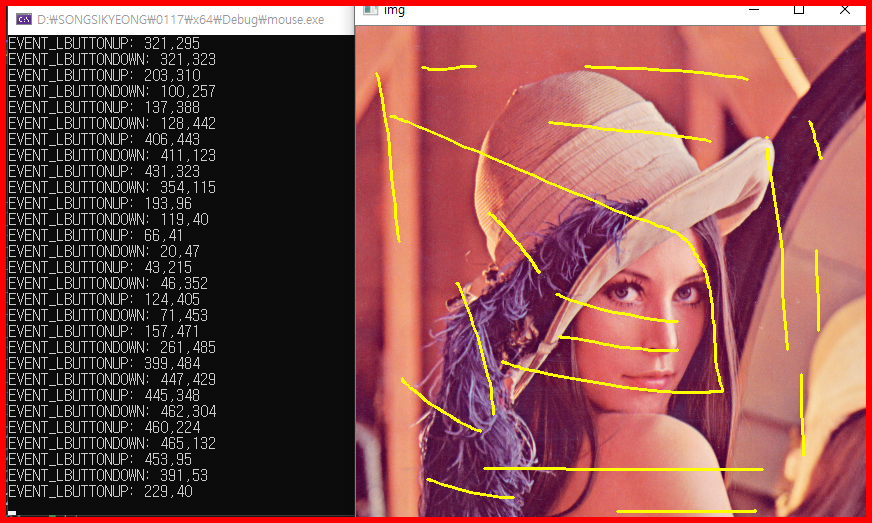 D:\SONGSIKYEONG\0117\x64\Debug\mouse.exe
img
EVENT_LBUTTONUP: 321,295
EVENT_LBUTTONDOWN: 321,323
EVENT_LBUTTONUP: 203,310
EVENT_LBUTTONDOWN: 100,257
EVENT_LBUTTONUP: 137,388
EVENT_LBUTTONDOWN: 128,442
EVENT_LBUTTONUP: 406,443
EVENT_LBUTTONDOWN: 411,123
EVENT_LBUTTONUP: 431,323
EVENT_LBUTTONDOWN: 354,115
EVENT_LBUTTONUP: 193,96
EVENT_LBUTTONDOWN: 119,40
EVENT_LBUTTONUP: 66,41
EVENT_LBUTTONDOWN: 20,47
EVENT_LBUTTONUP: 43,215
EVENT_LBUTTONDOWN: 46,352
EVENT_LBUTTONUP: 124,405
EVENT_LBUTTONDOWN: 71,453
EVENT_LBUTTONUP: 157,471
EVENT_LBUTTONDOWN: 261,485
EVENT_LBUTTONUP: 399,484
EVENT_LBUTTONDOWN: 447,429
EVENT_LBUTTONUP: 445,348
EVENT_LBUTTONDOWN: 462,304
EVENT_LBUTTONUP: 460,224
EVENT_LBUTTONDOWN: 465,132
EVENT_LBUTTONUP: 453,95
EVENT_LBUTTONDOWN: 391,53
EVENT_LBUTTONUP: 229,40